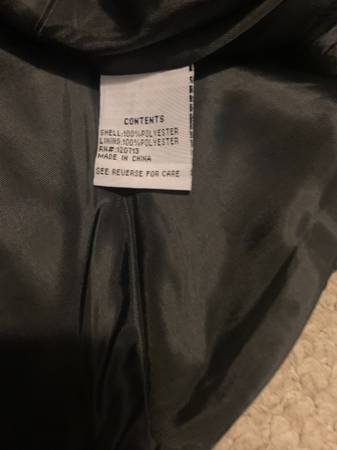 CONTENTS
SHELL:100%POLYESTER
LINING:100%POLYESTER
RN#:120713
MADE IN CHINA
SEE REVERSE FOR CARE